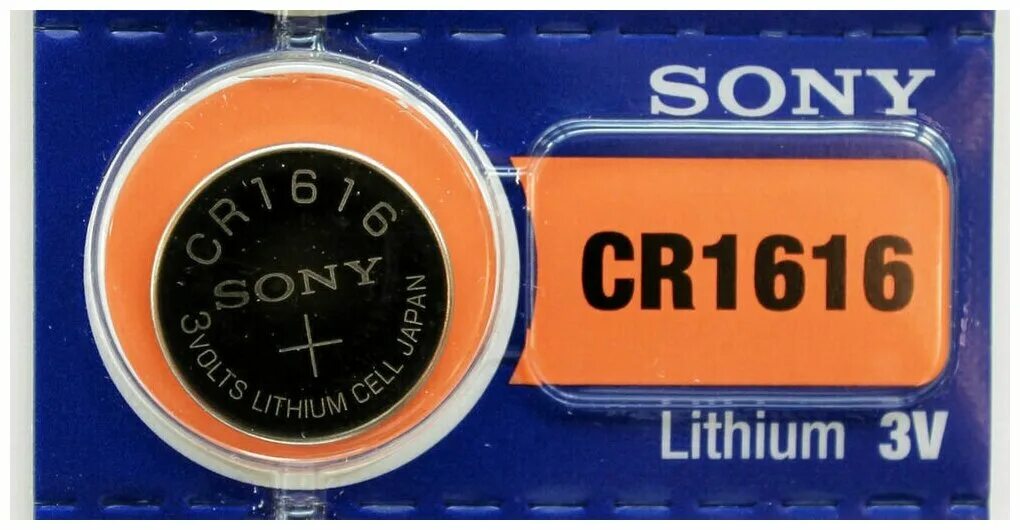 CR1616
SONY
+
3VOLTS LITHIUM CELL JAPAN
SONY
CR1616
Lithium 3V